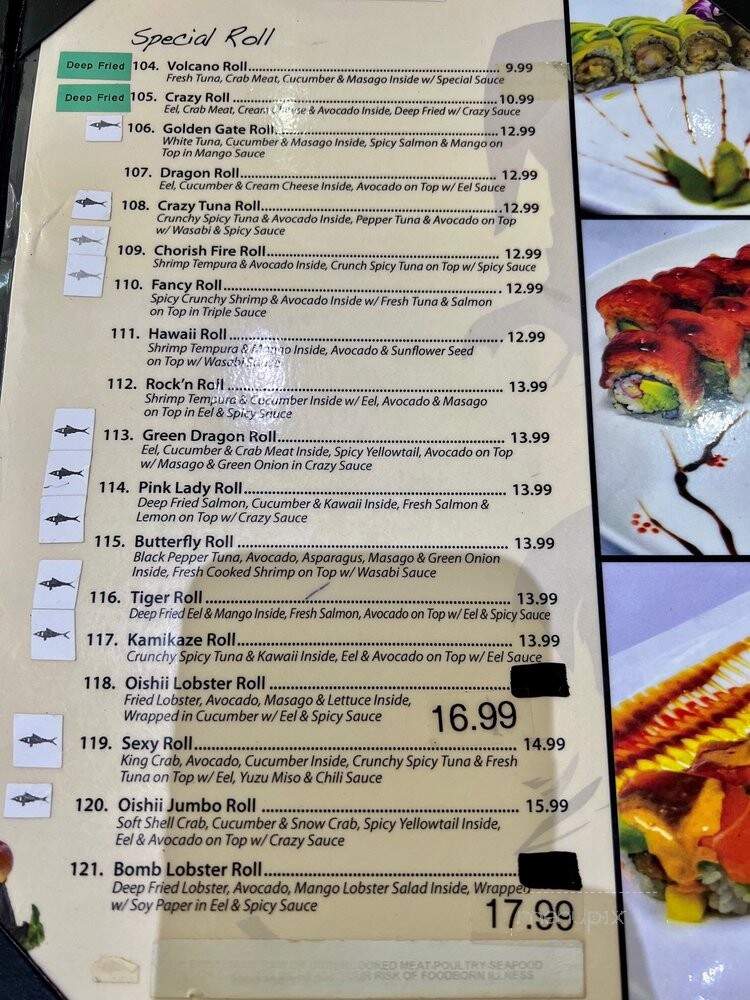 Special Roll
Deep Fried 104. Volcano Roll 9.99
Fresh Tuna, Crab Meat, Cucumber & Masago Inside w/ Special Sauce
Deep Fried 105. Crazy Roll 10.99
Eel, Crab Meat, Cream Cheese & Avocado Inside, Deep Fried w/ Crazy Sauce
106. Golden Gate Roll 12.99
White Tuna, Cucumber & Masago Inside, Spicy Salmon & Mango on
Top in Mango Sauce
107. Dragon Roll 12.99
Eel, Cucumber & Cream Cheese Inside, Avocado on Top w/ Eel Sauce
108. Crazy Tuna Roll 12.99
Crunchy Spicy Tuna & Avocado Inside, Pepper Tuna & Avocado on Top
w/ Wasabi & Spicy Sauce
109. Chorish Fire Roll 12.99
Shrimp Tempura & Avocado Inside, Crunch Spicy Tuna on Top w/ Spicy Sauce
110. Fancy Roll 12.99
Spicy Crunchy Shrimp & Avocado Inside w/ Fresh Tuna & Salmon
on Top in Triple Sauce
111. Hawaii Roll 12.99
Shrimp Tempura & Mango Inside, Avocado & Sunflower Seed
on Top w/ Wasabi Sauce
112. Rock'n Roll 13.99
Shrimp Tempura & Cucumber Inside w/ Eel, Avocado & Masago
on Top in Eel & Spicy Sauce
113. Green Dragon Roll 13.99
Eel, Cucumber & Crab Meat Inside, Spicy Yellowtail, Avocado on Top
w/ Masago & Green Onion in Crazy Sauce
114. Pink Lady Roll 13.99
Deep Fried Salmon, Cucumber & Kawaii Inside, Fresh Salmon &
Lemon on Top w/ Crazy Sauce
115. Butterfly Roll 13.99
Black Pepper Tuna, Avocado, Asparagus, Masago & Green Onion
Inside, Fresh Cooked Shrimp on Top w/ Wasabi Sauce
116. Tiger Roll 13.99
Deep Fried Eel & Mango Inside, Fresh Salmon, Avocado on Top w/ Eel & Spicy Sauce
117. Kamikaze Roll 13.99
Crunchy Spicy Tuna & Kawaii Inside, Eel & Avocado on Top w/ Eel Sauce
118. Oishii Lobster Roll
Fried Lobster, Avocado, Masago & Lettuce Inside,
Wrapped in Cucumber w/ Eel & Spicy Sauce 16.99
119. Sexy Roll 14.99
King Crab, Avocado, Cucumber Inside, Crunchy Spicy Tuna & Fresh
Tuna on Top w/ Eel, Yuzu Miso & Chili Sauce
120. Oishii Jumbo Roll 15.99
Soft Shell Crab, Cucumber & Snow Crab, Spicy Yellowtail Inside,
Eel & Avocado on Top w/ Crazy Sauce
121. Bomb Lobster Roll
Deep Fried Lobster, Avocado, Mango Lobster Salad Inside, Wrapped
w/ Soy Paper in Eel & Spicy Sauce 17.99
MEAT-POULTRY-SEAFOOD
RISK OF FOODBORN ILLNESS